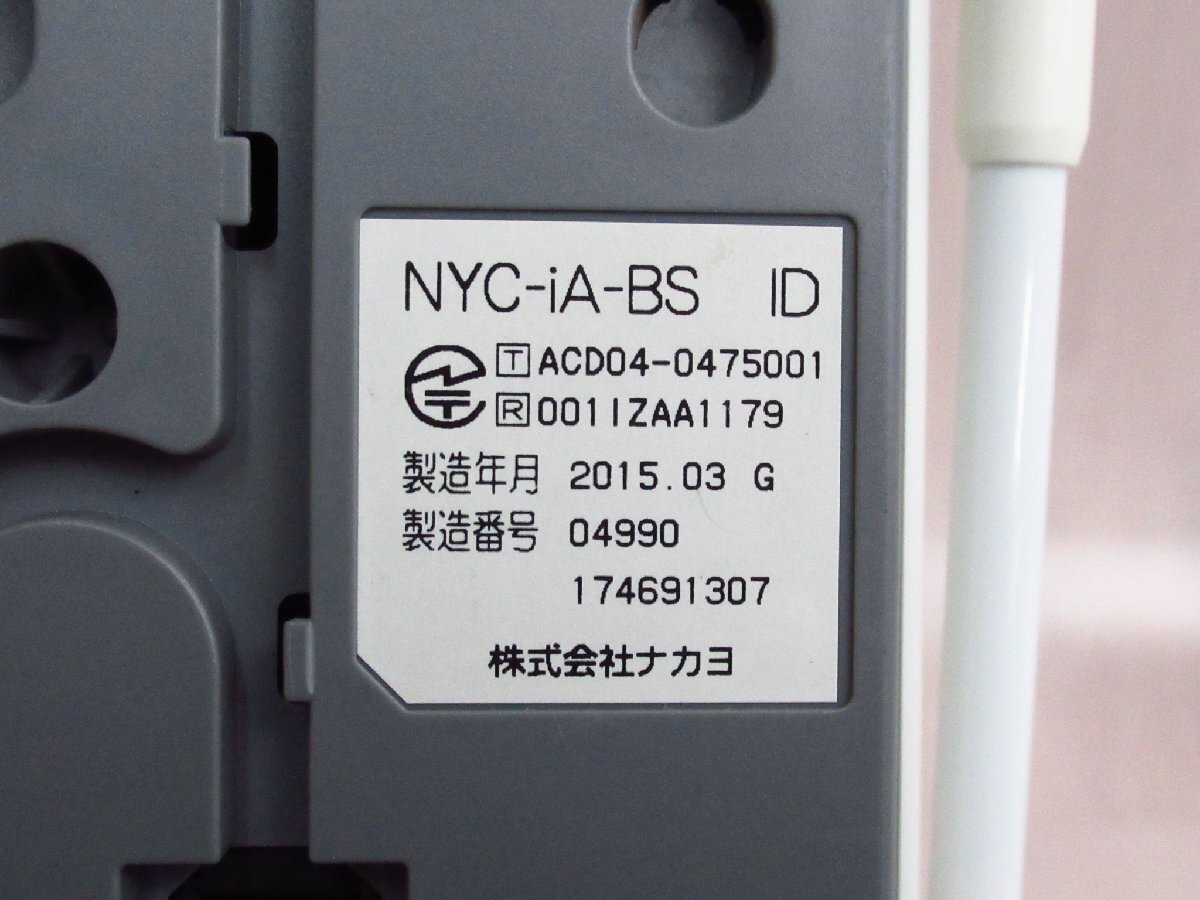 NYC-iA-BS ID
T ACD04-0475001
R 001IZAA1179
製造年月 2015.03 G
製造番号 04990
174691307
株式会社ナカヨ